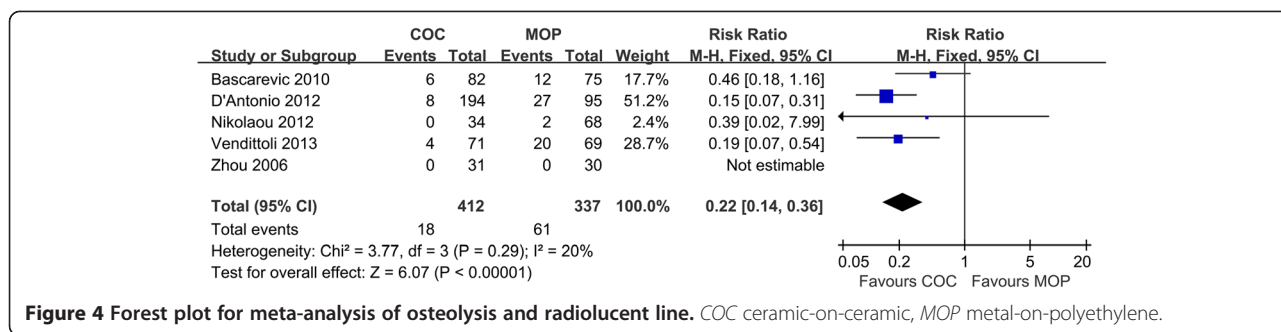 COC MOP Risk Ratio Risk Ratio
Study or Subgroup Events Total Events Total Weight M-H, Fixed, 95% CI M-H, Fixed, 95% CI
Bascarevic 2010 6 82 12 75 17.7% 0.46 [0.18, 1.16]
D'Antonio 2012 8 194 27 95 51.2% 0.15 [0.07, 0.31]
Nikolaou 2012 0 34 2 68 2.4% 0.39 [0.02, 7.99]
Vendittoli 2013 4 71 20 69 28.7% 0.19 [0.07, 0.54]
Zhou 2006 0 31 0 30 Not estimable
Total (95% CI) 412 337 100.0% 0.22 [0.14, 0.36]
Total events 18 61
Heterogeneity: Chi² = 3.77, df = 3 (P = 0.29); I² = 20%
Test for overall effect: Z = 6.07 (P < 0.00001)
0.05 0.2 1 5 20
Favours COC Favours MOP
Figure 4 Forest plot for meta-analysis of osteolysis and radiolucent line. COC ceramic-on-ceramic, MOP metal-on-polyethylene.